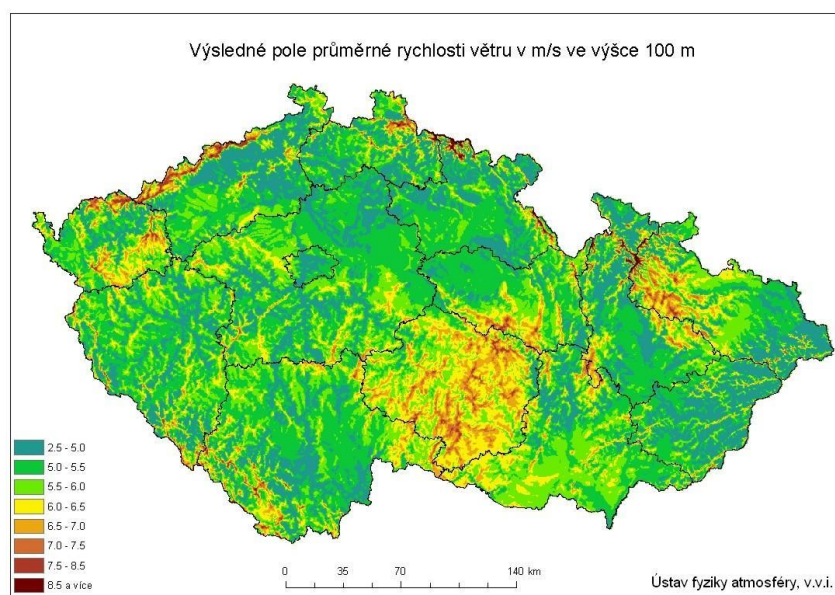 Výsledné pole průměrné rychlosti větru v m/s ve výšce 100 m
2.5 - 5.0
5.0 - 5.5
5.5 - 6.0
6.0 - 6.5
6.5 - 7.0
7.0 - 7.5
7.5 - 8.5
8.5 a více
0 35 70 140 km
Ústav fyziky atmosféry, v.v.i.